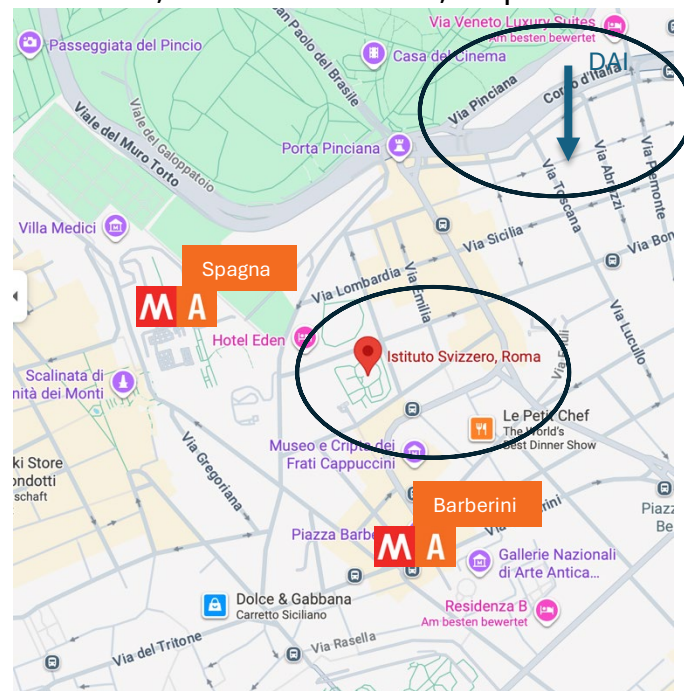 Via Veneto Luxury Suites
Am besten bewertet
Passeggiata del Pincio
San Paolo del Brasile
Casa del Cinema
DAI
Via Pinciana
Corso d'Italia
Viale del Galoppatoio
Viale del Muro Torto
Porta Pinciana
Via Toscana
Via Abruzzi
Via Piemonte
Villa Medici
Via Sicilia
Via Bon
Spagna
M A
Via Lombardia
Via Emilia
Via Lucullo
Hotel Eden
Istituto Svizzero, Roma
Scalinata di
nità dei Monti
Le Petit Chef
The World's
Best Dinner Show
Museo e Cripta dei
Frati Cappuccini
Via Gregoriana
ki Store
ondotti
schaft
Barberini
Piazza Barbe
M A
rini
Piazz
Be
Gallerie Nazionali
di Arte Antica...
Dolce & Gabbana
Carretto Siciliano
Residenza B
Am besten bewertet
Via del Tritone
Via Rasella